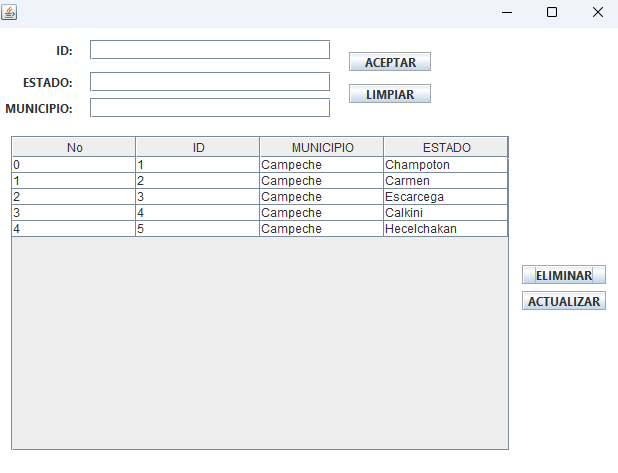 ID:
ACEPTAR
ESTADO:
LIMPIAR
MUNICIPIO:
No ID MUNICIPIO ESTADO
0 1 Campeche Champoton
1 2 Campeche Carmen
2 3 Campeche Escarcega
3 4 Campeche Calkini
4 5 Campeche Hecelchakan
ELIMINAR
ACTUALIZAR